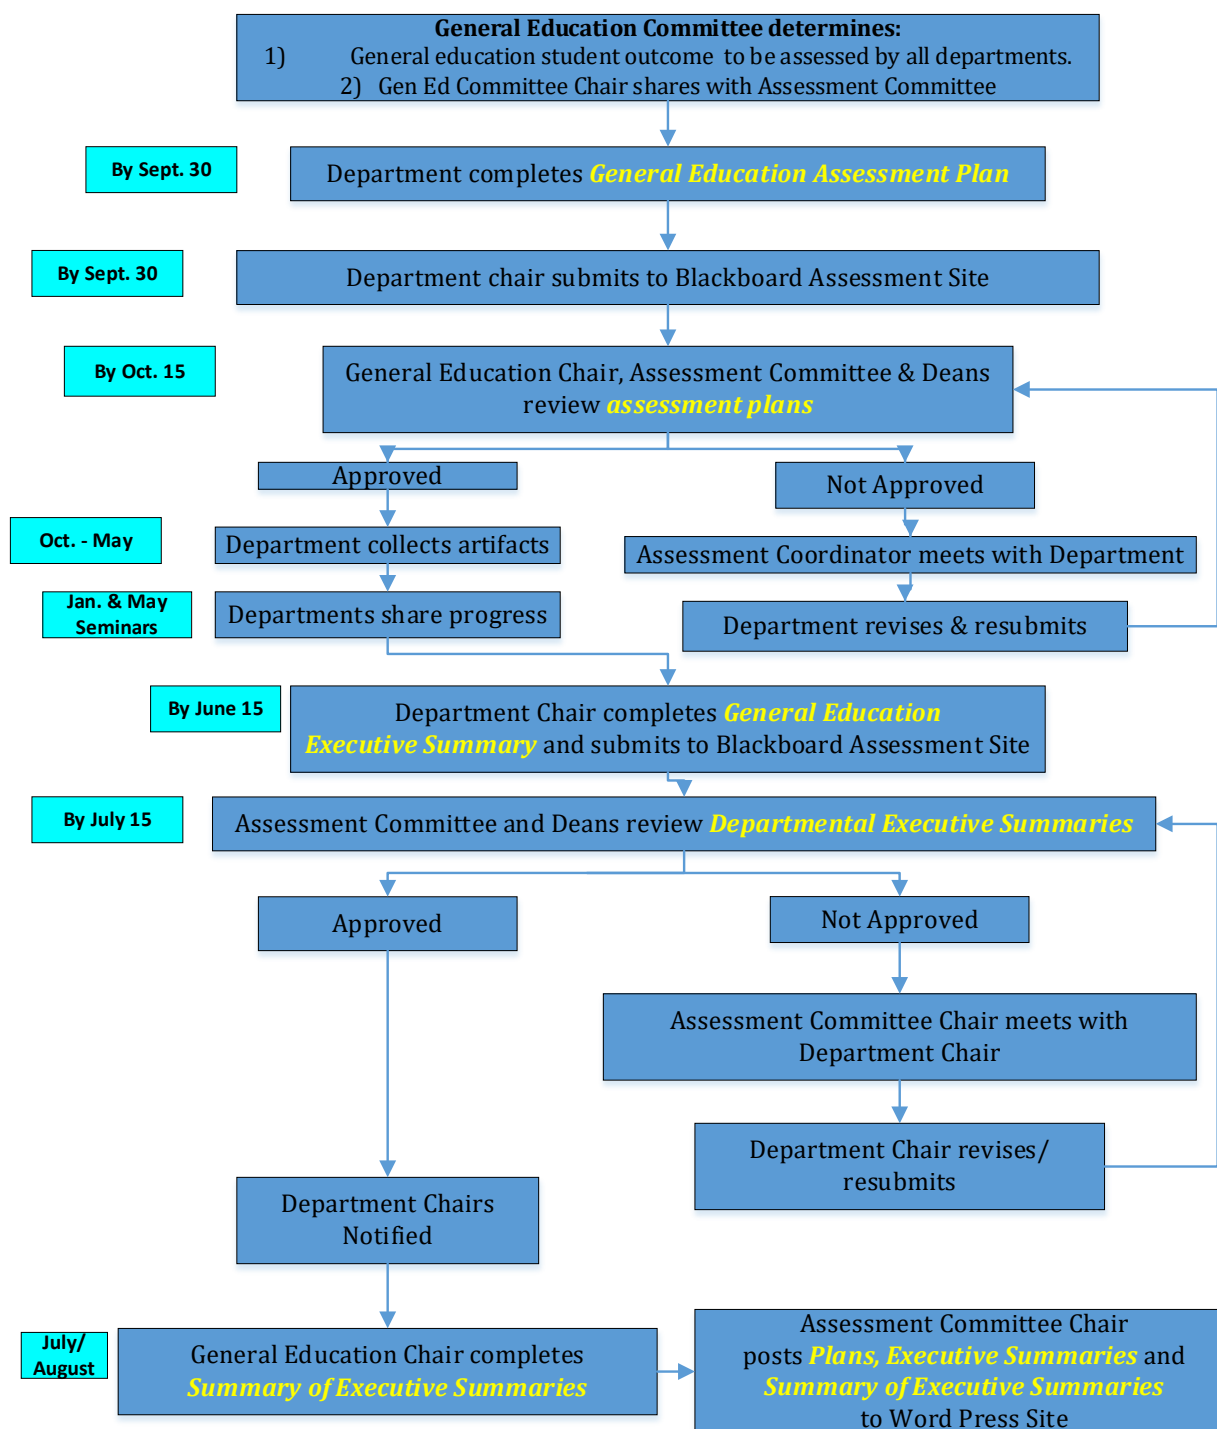 General Education Committee determines:
1) General education student outcome to be assessed by all departments.
2) Gen Ed Committee Chair shares with Assessment Committee
By Sept. 30
Department completes General Education Assessment Plan
By Sept. 30
Department chair submits to Blackboard Assessment Site
By Oct. 15
General Education Chair, Assessment Committee & Deans
review assessment plans
Approved
Not Approved
Oct. - May
Department collects artifacts
Assessment Coordinator meets with Department
Jan. & May
Seminars
Departments share progress
Department revises & resubmits
By June 15
Department Chair completes General Education
Executive Summary and submits to Blackboard Assessment Site
By July 15
Assessment Committee and Deans review Departmental Executive Summaries
Approved
Not Approved
Assessment Committee Chair meets with
Department Chair
Department Chair revises/
resubmits
Department Chairs
Notified
July/
August
General Education Chair completes
Summary of Executive Summaries
Assessment Committee Chair
posts Plans, Executive Summaries and
Summary of Executive Summaries
to Word Press Site